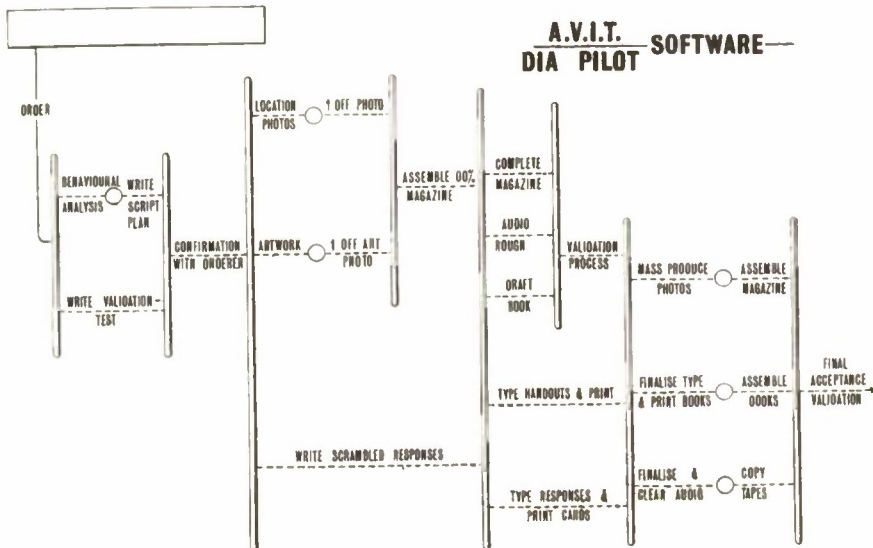 A.V.I.T.
DIA PILOT SOFTWARE
ORDER
BEHAVIOURAL
ANALYSIS
WRITE
SCRIPT
PLAN
WRITE VALIDATION
TEST
CONFIRMATION
WITH ORDERER
LOCATION
PHOTOS
1 OFF PHOTO
ARTWORK
1 OFF ART
PHOTO
ASSEMBLE 00%
MAGAZINE
WRITE SCRAMBLED RESPONSES
COMPLETE
MAGAZINE
AUDIO
ROUGH
DRAFT
BOOK
VALIDATION
PROCESS
TYPE HANDOUTS & PRINT
TYPE RESPONSES &
PRINT CARDS
MASS PRODUCE
PHOTOS
ASSEMBLE
MAGAZINE
FINALISE TYPE
& PRINT BOOKS
ASSEMBLE
BOOKS
FINALISE &
CLEAR AUDIO
COPY
TAPES
FINAL
ACCEPTANCE
VALIDATION